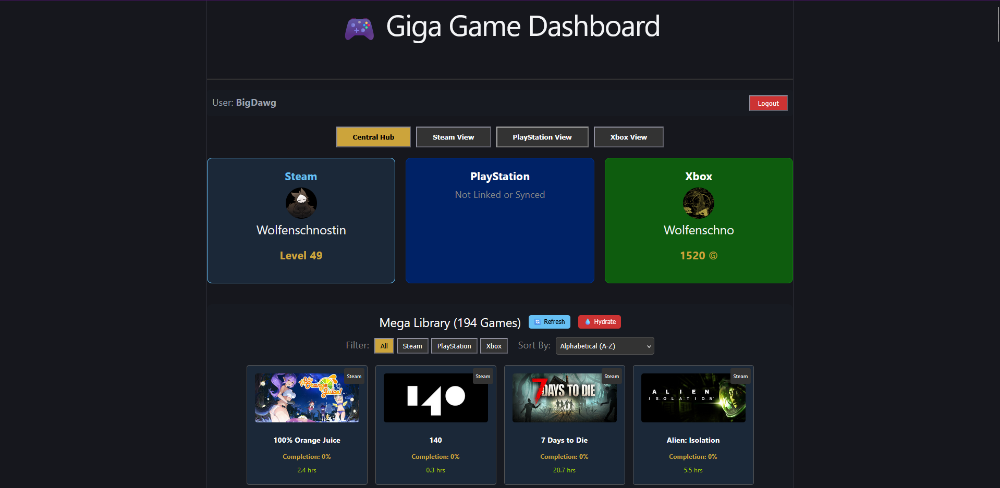 Giga Game Dashboard
User: BigDawg
Logout
Central Hub
Steam View
PlayStation View
Xbox View
Steam
Wolfenschnostin
Level 49
PlayStation
Not Linked or Synced
Xbox
Wolfenschno
1520 Ⓖ
Mega Library (194 Games)
Refresh
Hydrate
Filter:
All
Steam
PlayStation
Xbox
Sort By:
Alphabetical (A-Z)
Steam
100% Orange Juice!
100% Orange Juice
Completion: 0%
2.4 hrs
Steam
140
140
Completion: 0%
0.3 hrs
Steam
7 DAYS TO DIE
7 Days to Die
Completion: 0%
20.7 hrs
Steam
ALIEN
ISOLATION
Alien: Isolation
Completion: 0%
5.5 hrs